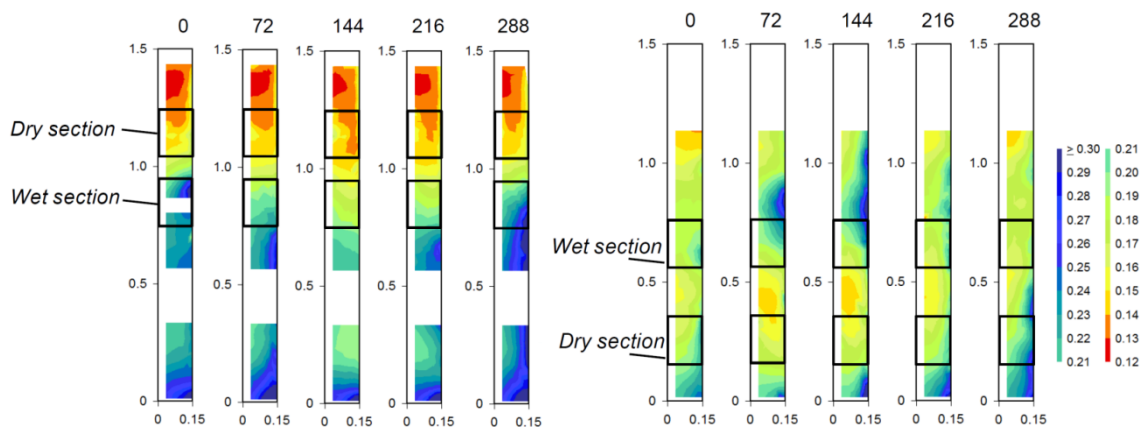 0 72 144 216 288
1.5 1.5 1.5 1.5 1.5
Dry section
1.0 1.0 1.0 1.0 1.0
Wet section
0.5 0.5 0.5 0.5 0.5
0 0 0 0 0
0 0.15 0 0.15 0 0.15 0 0.15 0 0.15
0 72 144 216 288
1.5 1.5 1.5 1.5 1.5
1.0 1.0 1.0 1.0 1.0
Wet section
0.5 0.5 0.5 0.5 0.5
Dry section
0 0 0 0 0
0 0.15 0 0.15 0 0.15 0 0.15 0 0.15
≥ 0.30 0.21
0.29 0.20
0.28 0.19
0.27 0.18
0.26 0.17
0.25 0.16
0.24 0.15
0.23 0.14
0.22 0.13
0.21 0.12